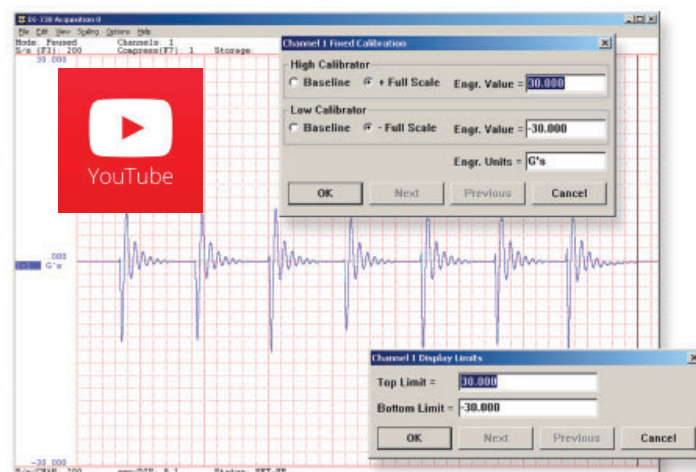 DI-720 Acquisition 0
File Edit View Scaling Options Help
Mode: Paused Channels: 1
S/s (F3): 200 Compress(F7): 1 Storage:
30.000
YouTube
.000
G's
-30.000
Channel 1 Fixed Calibration
High Calibrator
Baseline + Full Scale Engr. Value = 30.000
Low Calibrator
Baseline - Full Scale Engr. Value = -30.000
Engr. Units = G's
OK Next Previous Cancel
Channel 1 Display Limits
Top Limit = 30.000
Bottom Limit = -30.000
OK Next Previous Cancel